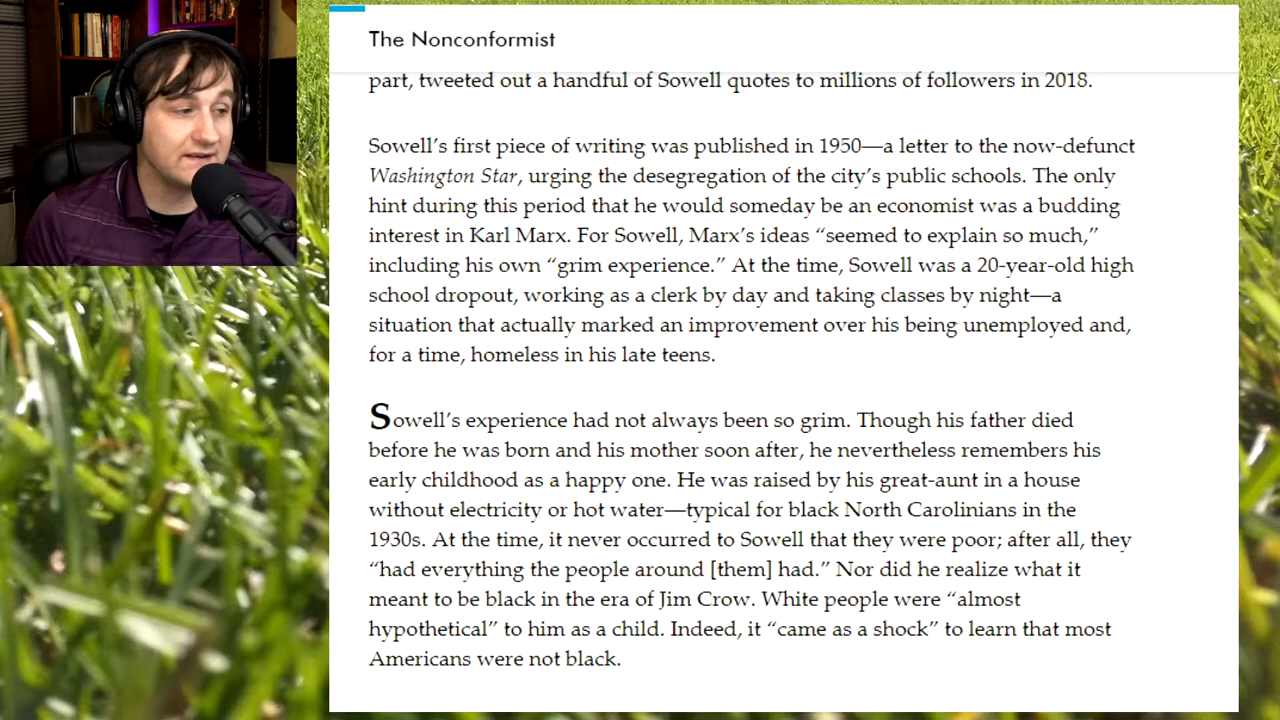 The Nonconformist
part, tweeted out a handful of Sowell quotes to millions of followers in 2018.
Sowell’s first piece of writing was published in 1950—a letter to the now-defunct
Washington Star, urging the desegregation of the city’s public schools. The only
hint during this period that he would someday be an economist was a budding
interest in Karl Marx. For Sowell, Marx’s ideas “seemed to explain so much,”
including his own “grim experience.” At the time, Sowell was a 20-year-old high
school dropout, working as a clerk by day and taking classes by night—a
situation that actually marked an improvement over his being unemployed and,
for a time, homeless in his late teens.
Sowell’s experience had not always been so grim. Though his father died
before he was born and his mother soon after, he nevertheless remembers his
early childhood as a happy one. He was raised by his great-aunt in a house
without electricity or hot water—typical for black North Carolinians in the
1930s. At the time, it never occurred to Sowell that they were poor; after all, they
“had everything the people around [them] had.” Nor did he realize what it
meant to be black in the era of Jim Crow. White people were “almost
hypothetical” to him as a child. Indeed, it “came as a shock” to learn that most
Americans were not black.